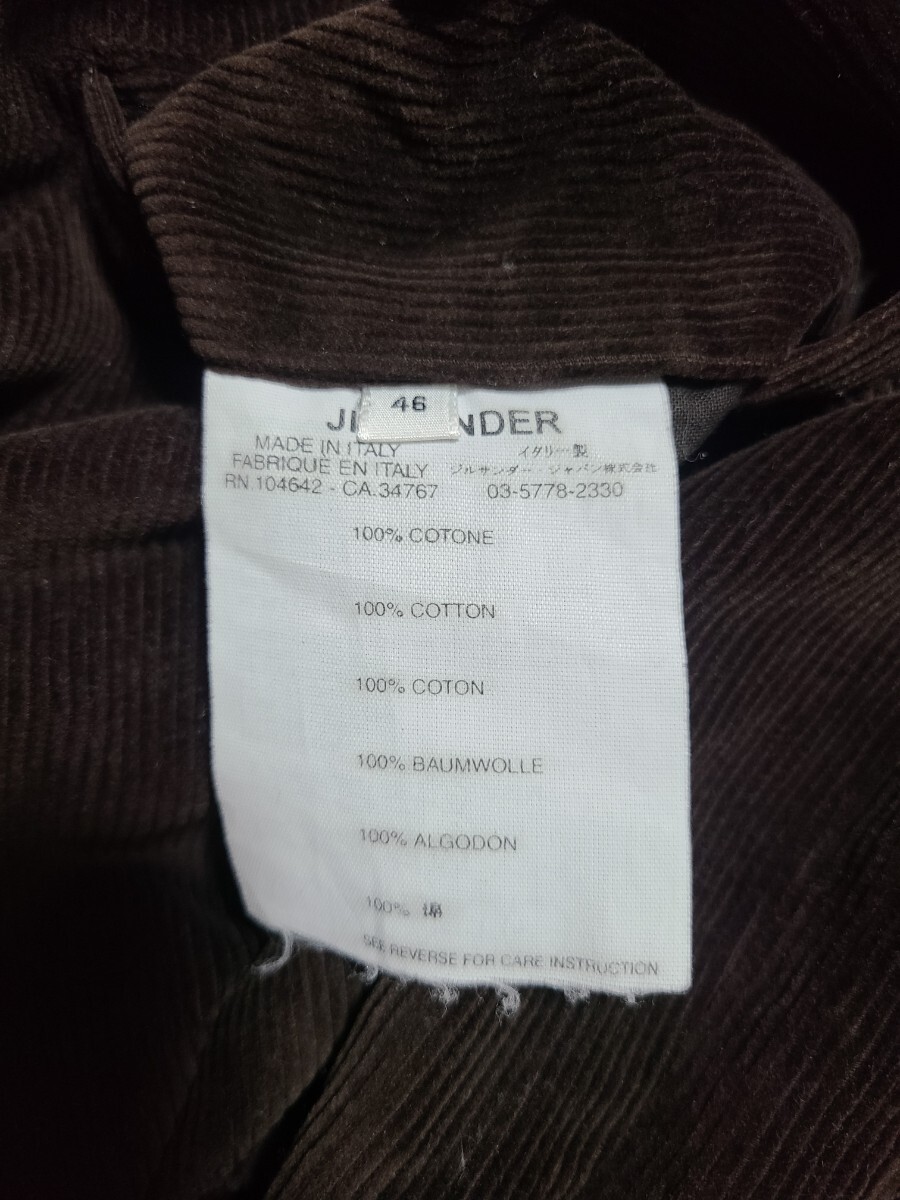 46
JI NDER
MADE IN ITALY
FABRIQUE EN ITALY
RN.104642 - CA.34767
イタリー製
ジルサンダー・ジャパン株式会社
03-5778-2330
100% COTONE
100% COTTON
100% COTON
100% BAUMWOLLE
100% ALGODON
100% 綿
SEE REVERSE FOR CARE INSTRUCTION